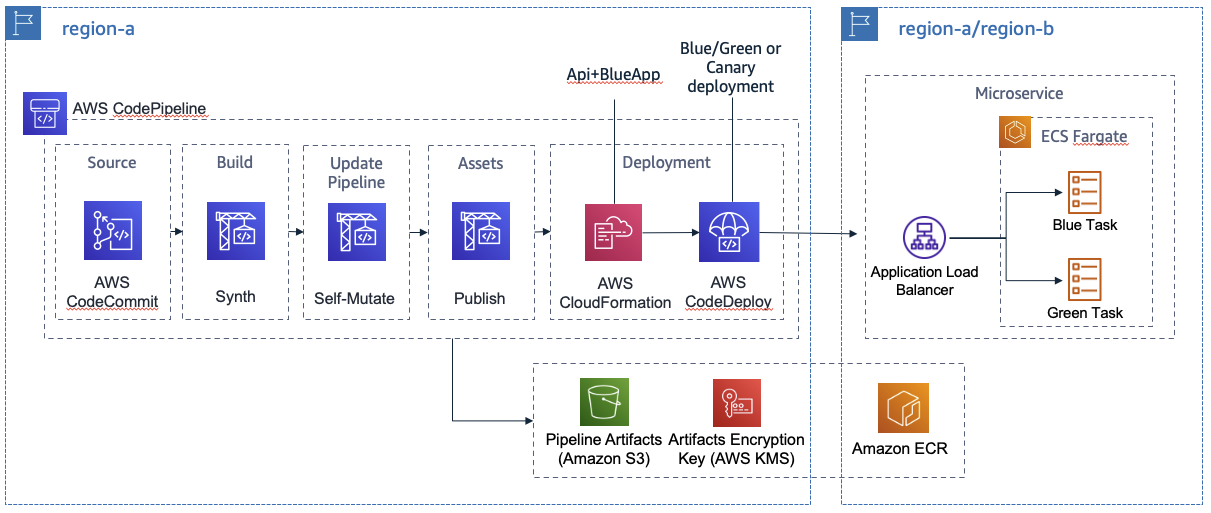 region-a
region-a/region-b
Blue/Green or
Canary
deployment
Api+BlueApp
AWS CodePipeline
Source
AWS
CodeCommit
Build
Synth
Update
Pipeline
Self-Mutate
Assets
Publish
Deployment
AWS
CloudFormation
AWS
CodeDeploy
Microservice
ECS Fargate
Application Load
Balancer
Blue Task
Green Task
Pipeline Artifacts
(Amazon S3)
Artifacts Encryption
Key (AWS KMS)
Amazon ECR